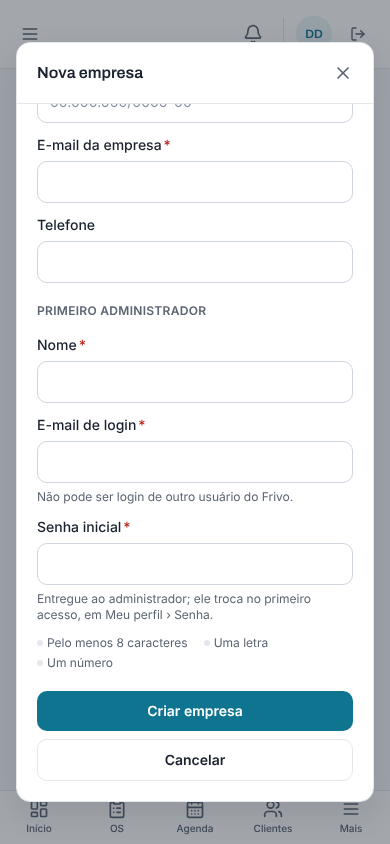 DD
Nova empresa
E-mail da empresa*
Telefone
PRIMEIRO ADMINISTRADOR
Nome*
E-mail de login*
Não pode ser login de outro usuário do Frivo.
Senha inicial*
Entregue ao administrador; ele troca no primeiro
acesso, em Meu perfil › Senha.
Pelo menos 8 caracteres Uma letra
Um número
Criar empresa
Cancelar
Início OS Agenda Clientes Mais